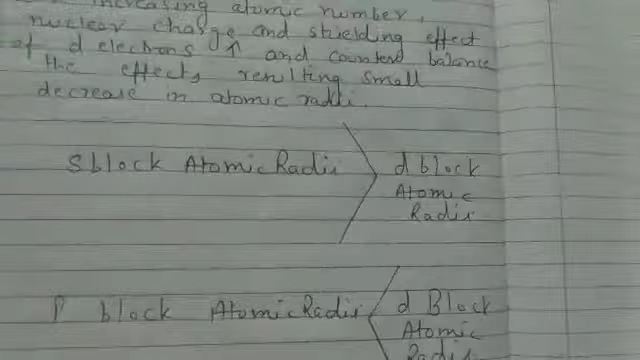 increasing atomic number,
nuclear charge and shielding effect
of d electrons ↑ and counter balance
the effects, resulting small
decrease in atomic raddi.
S block Atomic Radii > d block
Atomic
Radii
P block Atomic Radii < d Block
Atomic
Radii